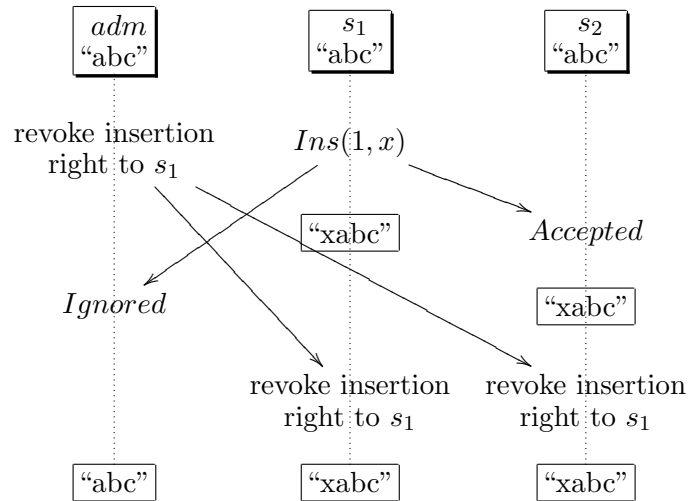 adm
“abc”
s₁
“abc”
s₂
“abc”
revoke insertion
right to s₁
Ins(1, x)
Accepted
“xabc”
Ignored
“xabc”
revoke insertion
right to s₁
revoke insertion
right to s₁
“abc”
“xabc”
“xabc”